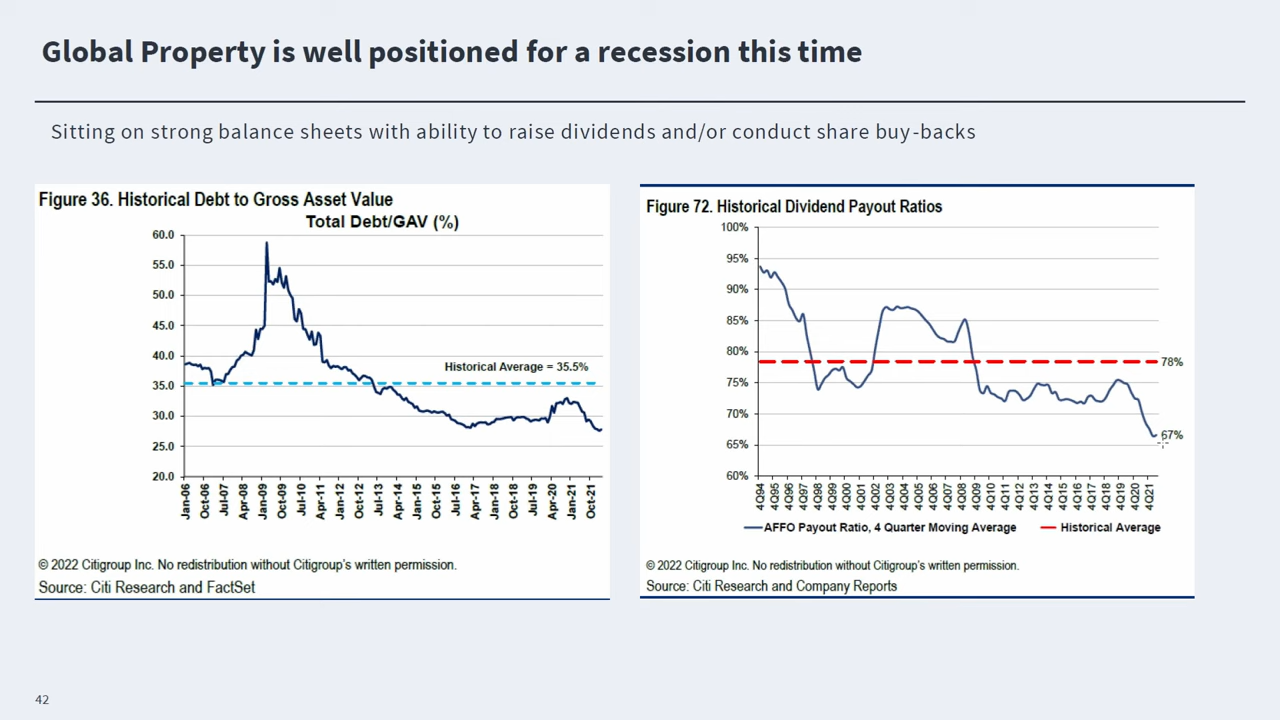 Global Property is well positioned for a recession this time
Sitting on strong balance sheets with ability to raise dividends and/or conduct share buy-backs
Figure 36. Historical Debt to Gross Asset Value
Total Debt/GAV (%)
60.0
55.0
50.0
45.0
40.0
35.0
30.0
25.0
20.0
Historical Average = 35.5%
Jan-06
Oct-06
Jul-07
Apr-08
Jan-09
Oct-09
Jul-10
Apr-11
Jan-12
Oct-12
Jul-13
Apr-14
Jan-15
Oct-15
Jul-16
Apr-17
Jan-18
Oct-18
Jul-19
Apr-20
Jan-21
Oct-21
© 2022 Citigroup Inc. No redistribution without Citigroup's written permission.
Source: Citi Research and FactSet
Figure 72. Historical Dividend Payout Ratios
100%
95%
90%
85%
80%
75%
70%
65%
60%
78%
67%
4Q94
4Q95
4Q96
4Q97
4Q98
4Q99
4Q00
4Q01
4Q02
4Q03
4Q04
4Q05
4Q06
4Q07
4Q08
4Q09
4Q10
4Q11
4Q12
4Q13
4Q14
4Q15
4Q16
4Q17
4Q18
4Q19
4Q20
4Q21
AFFO Payout Ratio, 4 Quarter Moving Average
Historical Average
© 2022 Citigroup Inc. No redistribution without Citigroup's written permission.
Source: Citi Research and Company Reports
42